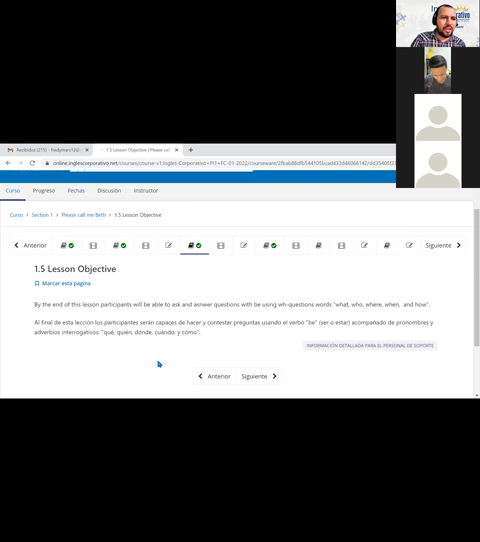 Recibidos (215) - fredymarr12@
1.5 Lesson Objective | Please cal
online.inglescorporativo.net/courses/course-v1:Ingles-Corporativo+PI1+FC-01-2022/courseware/
Curso Progreso Fechas Discusión Instructor
Curso > Section 1 > Please call me Beth > 1.5 Lesson Objective
Anterior Siguiente
1.5 Lesson Objective
Marcar esta página
By the end of this lesson participants will be able to ask and asnwer questions with be using wh-questions words "what, who, where, when, and how".
Al final de esta lección los participantes serán capaces de hacer y contestar preguntas usando el verbo "be" (ser o estar) acompañado de pronombres y
adverbios interrogativos: "qué, quién, dónde, cuándo, y cómo".
INFORMACIÓN DETALLADA PARA EL PERSONAL DE SOPORTE
Anterior Siguiente